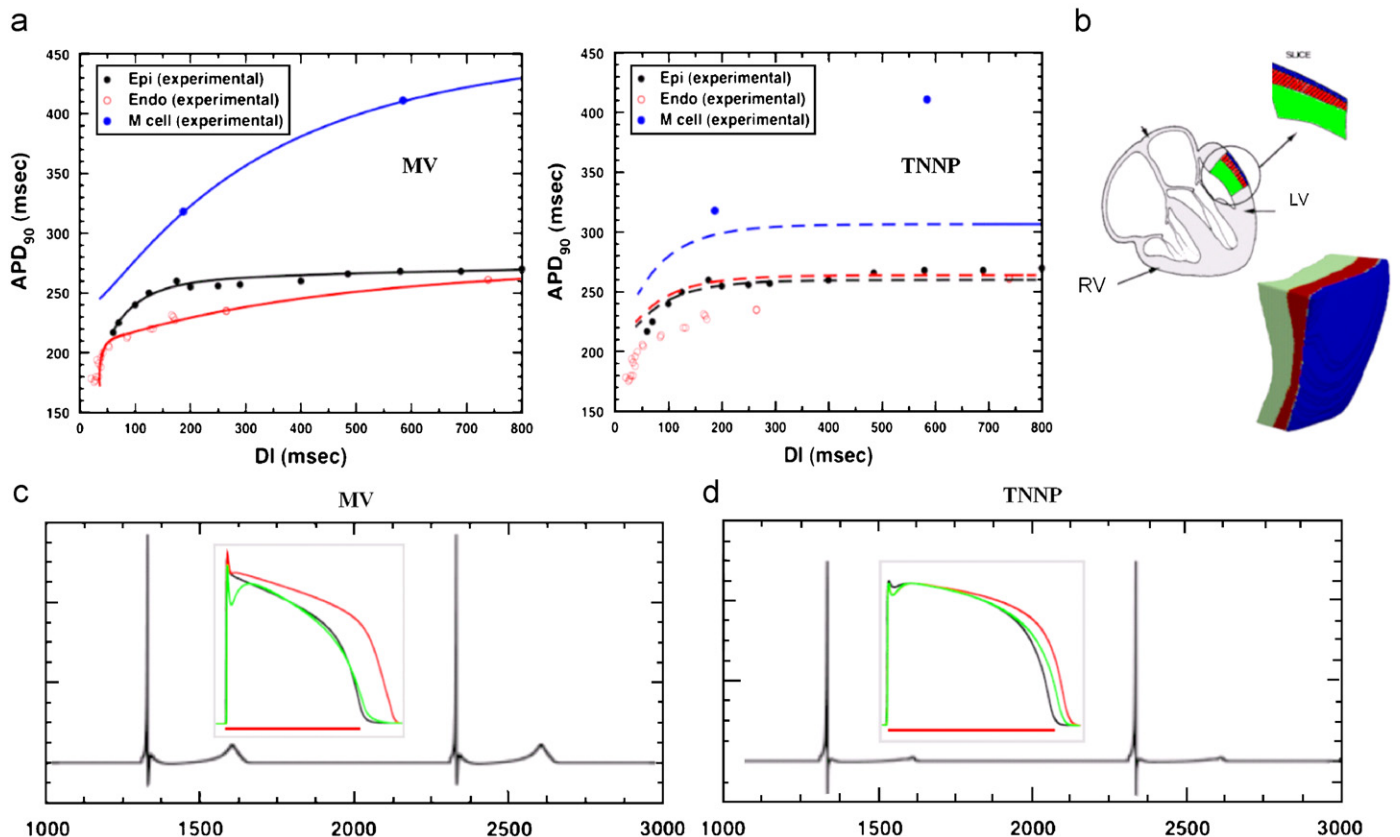 a
450
400
350
300
250
200
150
APD90 (msec)
Epi (experimental)
Endo (experimental)
M cell (experimental)
MV
0 100 200 300 400 500 600 700 800
DI (msec)
450
400
350
300
250
200
150
APD90 (msec)
Epi (experimental)
Endo (experimental)
M cell (experimental)
TNNP
0 100 200 300 400 500 600 700 800
DI (msec)
b
SLICE
LV
RV
c
MV
1000 1500 2000 2500 3000
d
TNNP
1000 1500 2000 2500 3000